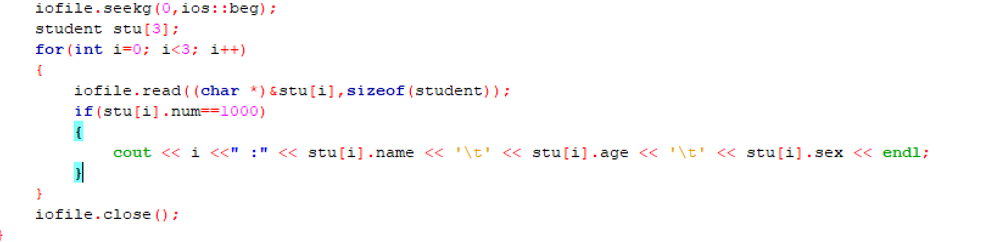 iofile.seekg(0,ios::beg);
student stu[3];
for(int i=0; i<3; i++)
{
iofile.read((char *)&stu[i],sizeof(student));
if(stu[i].num==1000)
{
cout << i <<" :" << stu[i].name << '\t' << stu[i].age << '\t' << stu[i].sex << endl;
}
}
iofile.close();
}